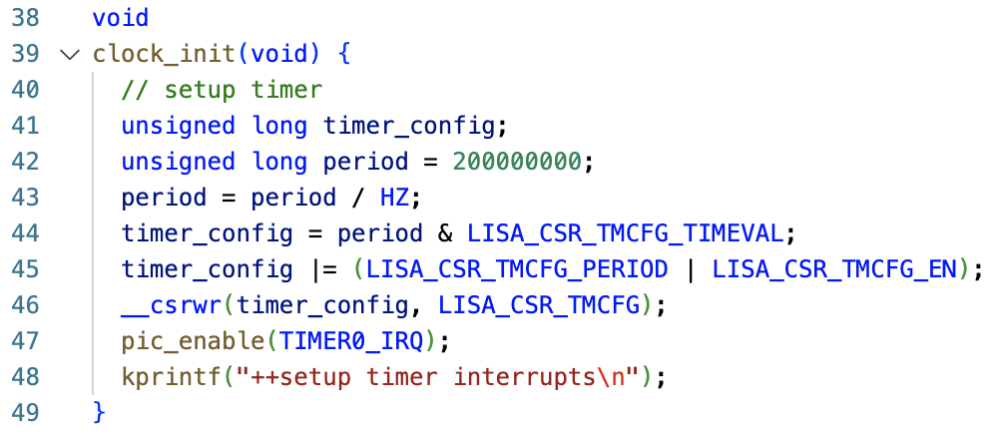 38 void
39 clock_init(void) {
40 // setup timer
41 unsigned long timer_config;
42 unsigned long period = 200000000;
43 period = period / HZ;
44 timer_config = period & LISA_CSR_TMCFG_TIMEVAL;
45 timer_config |= (LISA_CSR_TMCFG_PERIOD | LISA_CSR_TMCFG_EN);
46 __csrwr(timer_config, LISA_CSR_TMCFG);
47 pic_enable(TIMER0_IRQ);
48 kprintf("++setup timer interrupts\n");
49 }